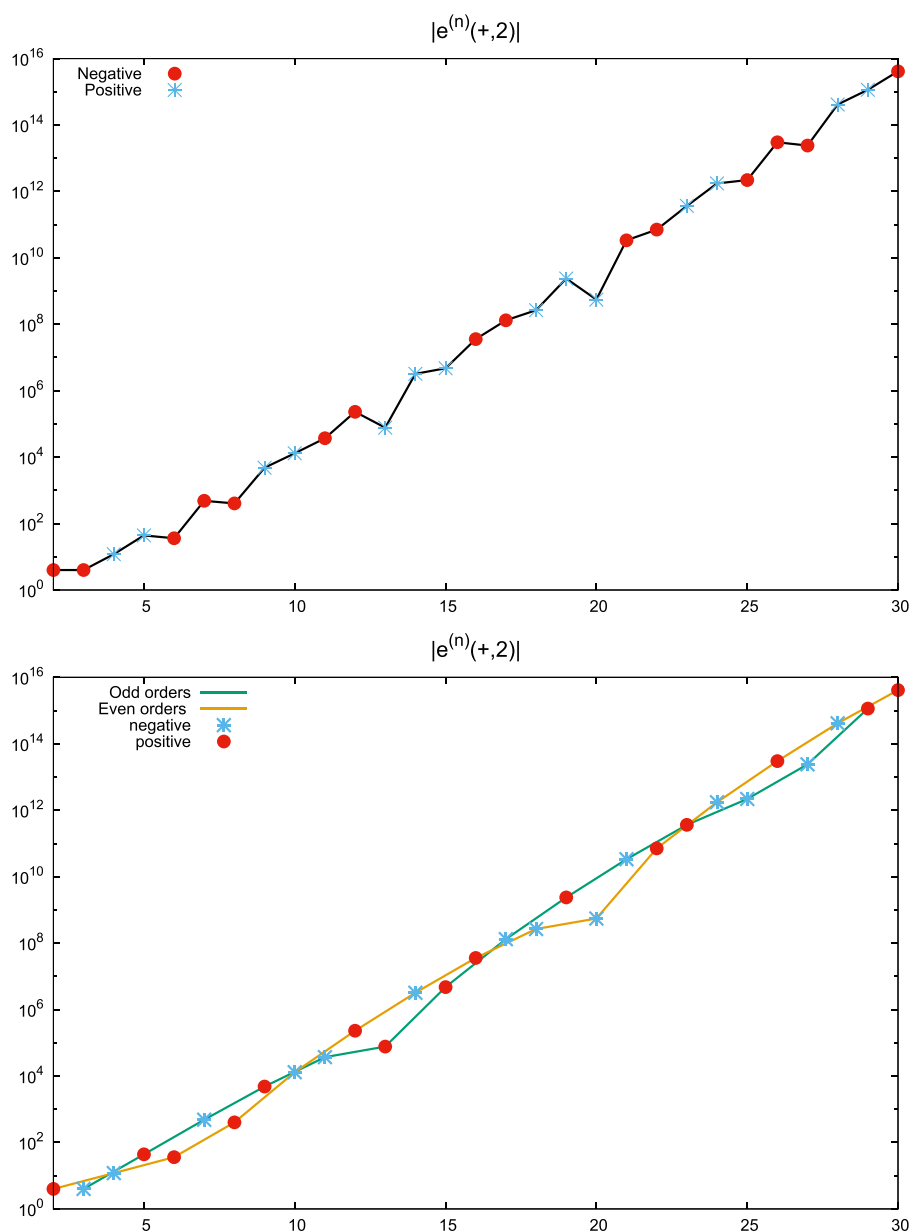 |e^(n)(+,2)|
10^16
10^14
10^12
10^10
10^8
10^6
10^4
10^2
10^0
Negative
Positive
5 10 15 20 25 30
|e^(n)(+,2)|
10^16
10^14
10^12
10^10
10^8
10^6
10^4
10^2
10^0
Odd orders
Even orders
negative
positive
5 10 15 20 25 30